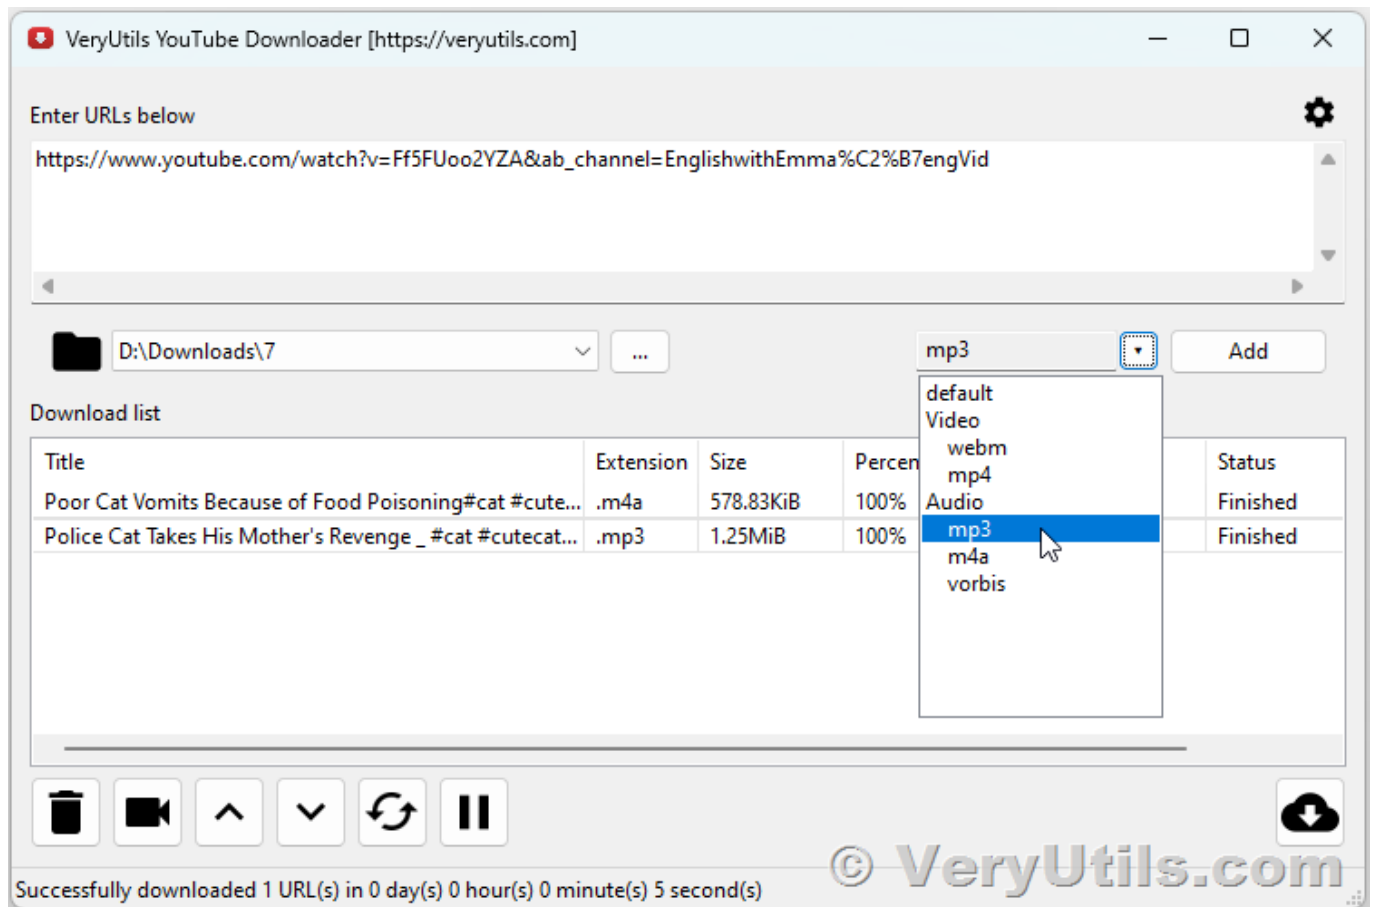 VeryUtils YouTube Downloader [https://veryutils.com]
Enter URLs below
https://www.youtube.com/watch?v=Ff5FUoo2YZA&ab_channel=EnglishwithEmma%C2%B7engVid
D:\Downloads\7 ... mp3 Add
default
Video
webm
mp4
Audio
mp3
m4a
vorbis
Download list
Title Extension Size Percen Status
Poor Cat Vomits Because of Food Poisoning#cat #cute... .m4a 578.83KiB 100% Finished
Police Cat Takes His Mother's Revenge _ #cat #cutecat... .mp3 1.25MiB 100% Finished
© VeryUtils.com
Successfully downloaded 1 URL(s) in 0 day(s) 0 hour(s) 0 minute(s) 5 second(s)